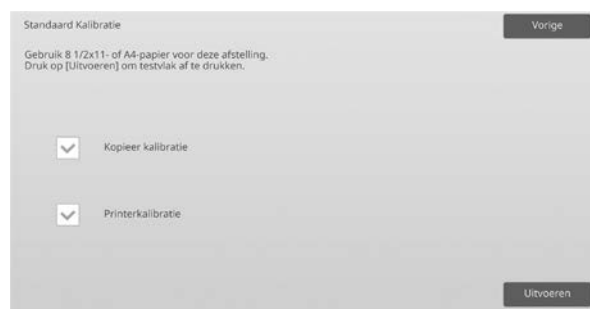 Standaard Kalibratie
Vorige
Gebruik 8 1/2x11- of A4-papier voor deze afstelling.
Druk op [Uitvoeren] om testvlak af te drukken.
Kopieer kalibratie
Printerkalibratie
Uitvoeren